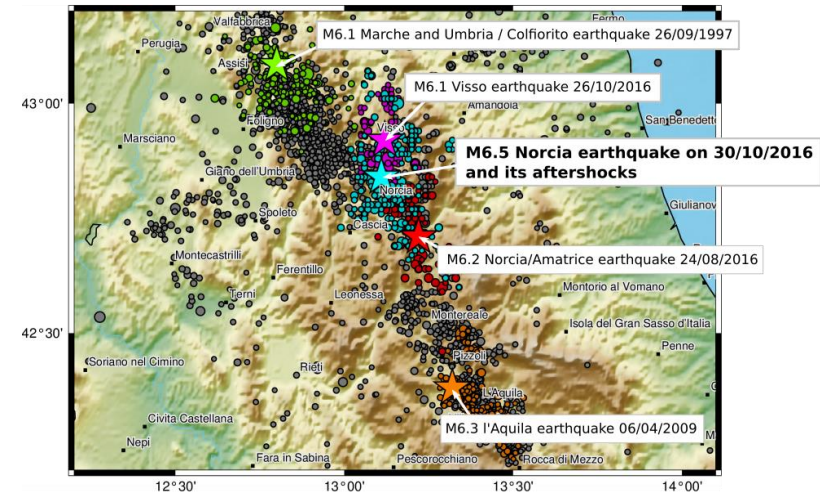 Valfabbrica
Fermo
M6.1 Marche and Umbria / Colfiorito earthquake 26/09/1997
Perugia
Assisi
M6.1 Visso earthquake 26/10/2016
43°00'
Amandola
Foligno
Visso
San Benedetto
Marsciano
M6.5 Norcia earthquake on 30/10/2016
and its aftershocks
Giano dell'Umbria
Norcia
Spoleto
Giulianov
Cascia
Montecastrilli
M6.2 Norcia/Amatrice earthquake 24/08/2016
Ferentillo
Terni
Leonessa
Montorio al Vomano
Montereale
42°30'
Isola del Gran Sasso d'Italia
Penne
Pizzoli
Soriano nel Cimino
Rieti
L'Aquila
Civita Castellana
M6.3 l'Aquila earthquake 06/04/2009
Nepi
Fara in Sabina
Pescorocchiano
Rocca di Mezzo
12°30'
13°00'
13°30'
14°00'